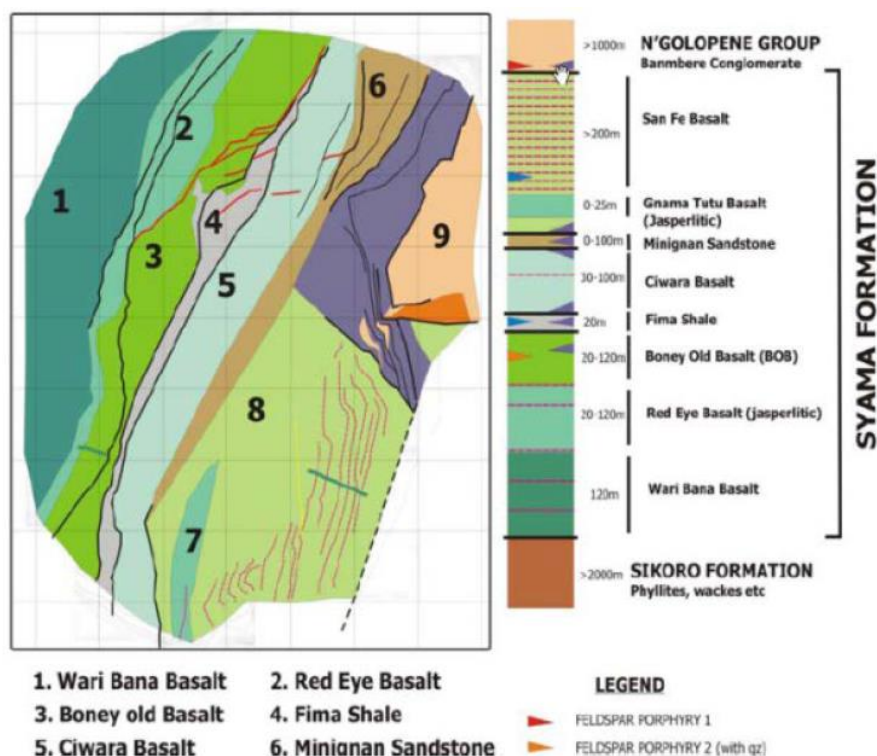 1
2
3
4
5
6
7
8
9
>1000m
N'GOLOPENE GROUP
Banmbere Conglomerate
>200m
San Fe Basalt
0-25m
Gnama Tutu Basalt
(Jasperlitic)
0-100m
Minignan Sandstone
30-100m
Ciwara Basalt
20m
Fima Shale
20-120m
Boney Old Basalt (BOB)
20-120m
Red Eye Basalt (jasperlitic)
120m
Wari Bana Basalt
>2000m
SIKORO FORMATION
Phyllites, wackes etc
SYAMA FORMATION
1. Wari Bana Basalt
2. Red Eye Basalt
3. Boney old Basalt
4. Fima Shale
5. Ciwara Basalt
6. Minignan Sandstone
LEGEND
FELDSPAR PORPHYRY 1
FELDSPAR PORPHYRY 2 (with qz)